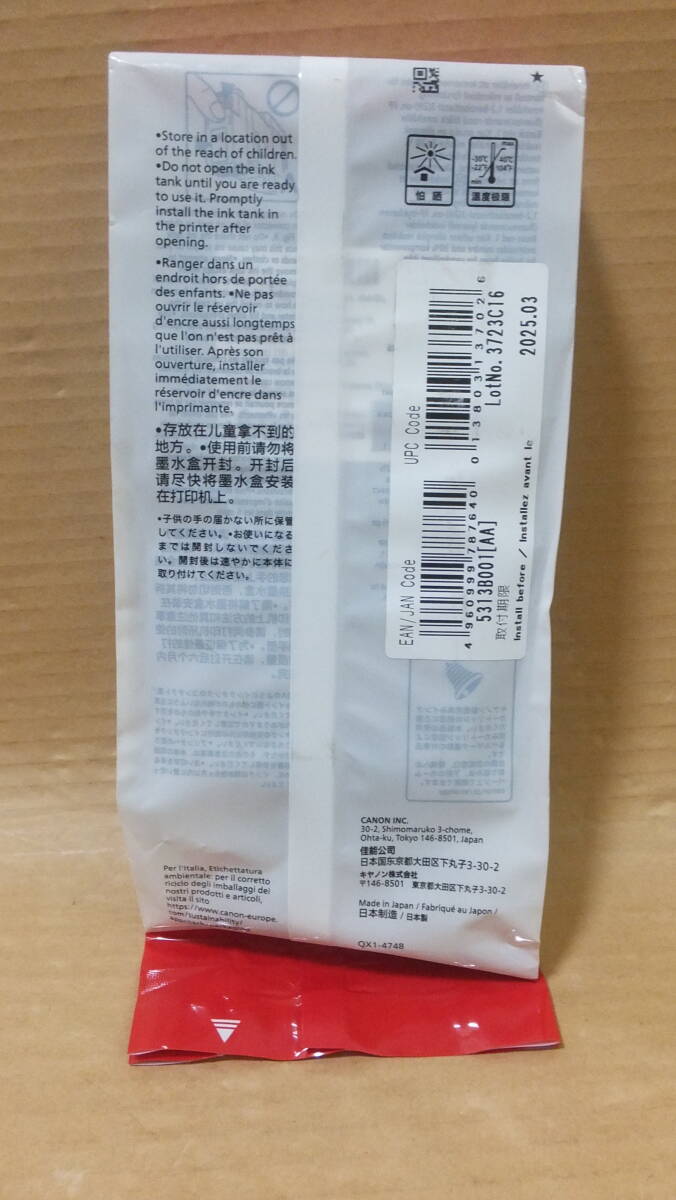 •Store in a location out
of the reach of children.
•Do not open the ink
tank until you are ready
to use it. Promptly
install the ink tank in
the printer after
opening.
•Ranger dans un
endroit hors de portée
des enfants. •Ne pas
ouvrir le réservoir
d'encre aussi longtemps
que l'on n'est pas prêt à
l'utiliser. Après son
ouverture, installer
immédiatement le
réservoir d'encre dans
l'imprimante.
•存放在儿童拿不到的
地方。•使用前请勿将
墨水盒开封。开封后
请尽快将墨水盒安装
在打印机上。
•子供の手の届かない所に保管
してください。•お使いになる
までは開封しないでくださ
い。開封後は速やかに本体に
取り付けてください。
Per l'Italia, Etichettatura
ambientale: per il corretto
riciclo degli imballaggi dei
nostri prodotti e articoli,
visita il sito
https://www.canon-europe.
com/sustainability/
★
怕晒
max
-30℃ 40℃
-22°F 104°F
min
温度极限
UPC Code
0 13803 13702 6
LotNo. 3723C16
2025.03
EAN/JAN Code
4 960999 787640
5313B001[AA]
取付期限
Install before / Installez avant le
CANON INC.
30-2, Shimomaruko 3-chome,
Ohta-ku, Tokyo 146-8501, Japan
佳能公司
日本国东京都大田区下丸子3-30-2
キヤノン株式会社
〒146-8501 東京都大田区下丸子3-30-2
Made in Japan / Fabriqué au Japon /
日本制造 / 日本製
QX1-4748